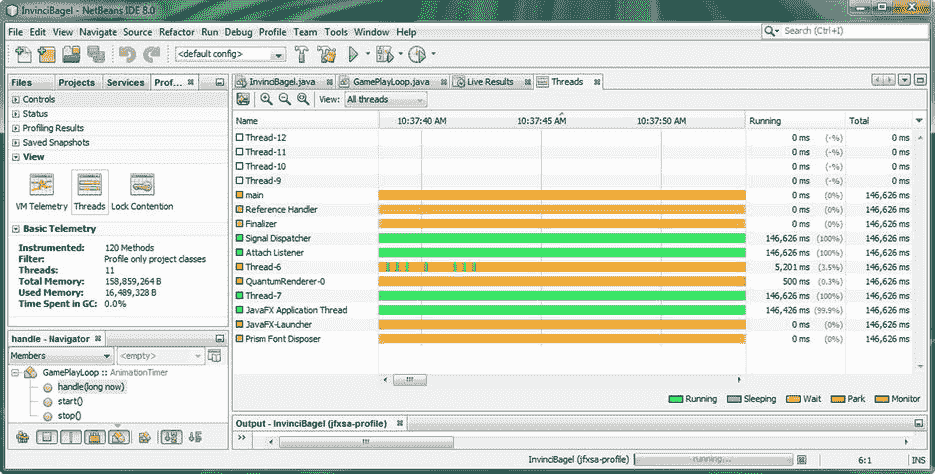 InvinciBagel - NetBeans IDE 8.0
File Edit View Navigate Source Refactor Run Debug Profile Team Tools Window Help
Search (Ctrl+I)
<default config>
Files Projects Services Prof...
InvinciBagel.java GamePlayLoop.java Live Results Threads
Controls
Status
Profiling Results
Saved Snapshots
View
VM Telemetry Threads Lock Contention
Basic Telemetry
Instrumented: 120 Methods
Filter: Profile only project classes
Threads: 11
Total Memory: 158,859,264 B
Used Memory: 16,489,328 B
Time Spent in GC: 0.0%
handle - Navigator
Members <empty>
GamePlayLoop :: AnimationTimer
handle(long now)
start()
stop()
View: All threads
Name 10:37:40 AM 10:37:45 AM 10:37:50 AM Running Total
Thread-12 0 ms (-%) 0 ms
Thread-11 0 ms (-%) 0 ms
Thread-10 0 ms (-%) 0 ms
Thread-9 0 ms (-%) 0 ms
main 0 ms (0%) 146,626 ms
Reference Handler 0 ms (0%) 146,626 ms
Finalizer 0 ms (0%) 146,626 ms
Signal Dispatcher 146,626 ms (100%) 146,626 ms
Attach Listener 146,626 ms (100%) 146,626 ms
Thread-6 5,201 ms (3.5%) 146,626 ms
QuantumRenderer-0 500 ms (0.3%) 146,626 ms
Thread-7 146,626 ms (100%) 146,626 ms
JavaFX Application Thread 146,426 ms (99.9%) 146,626 ms
JavaFX-Launcher 0 ms (0%) 146,626 ms
Prism Font Disposer 0 ms (0%) 146,626 ms
Running Sleeping Wait Park Monitor
Output - InvinciBagel (jfxsa-profile)
InvinciBagel (jfxsa-profile) running... 6:1 INS